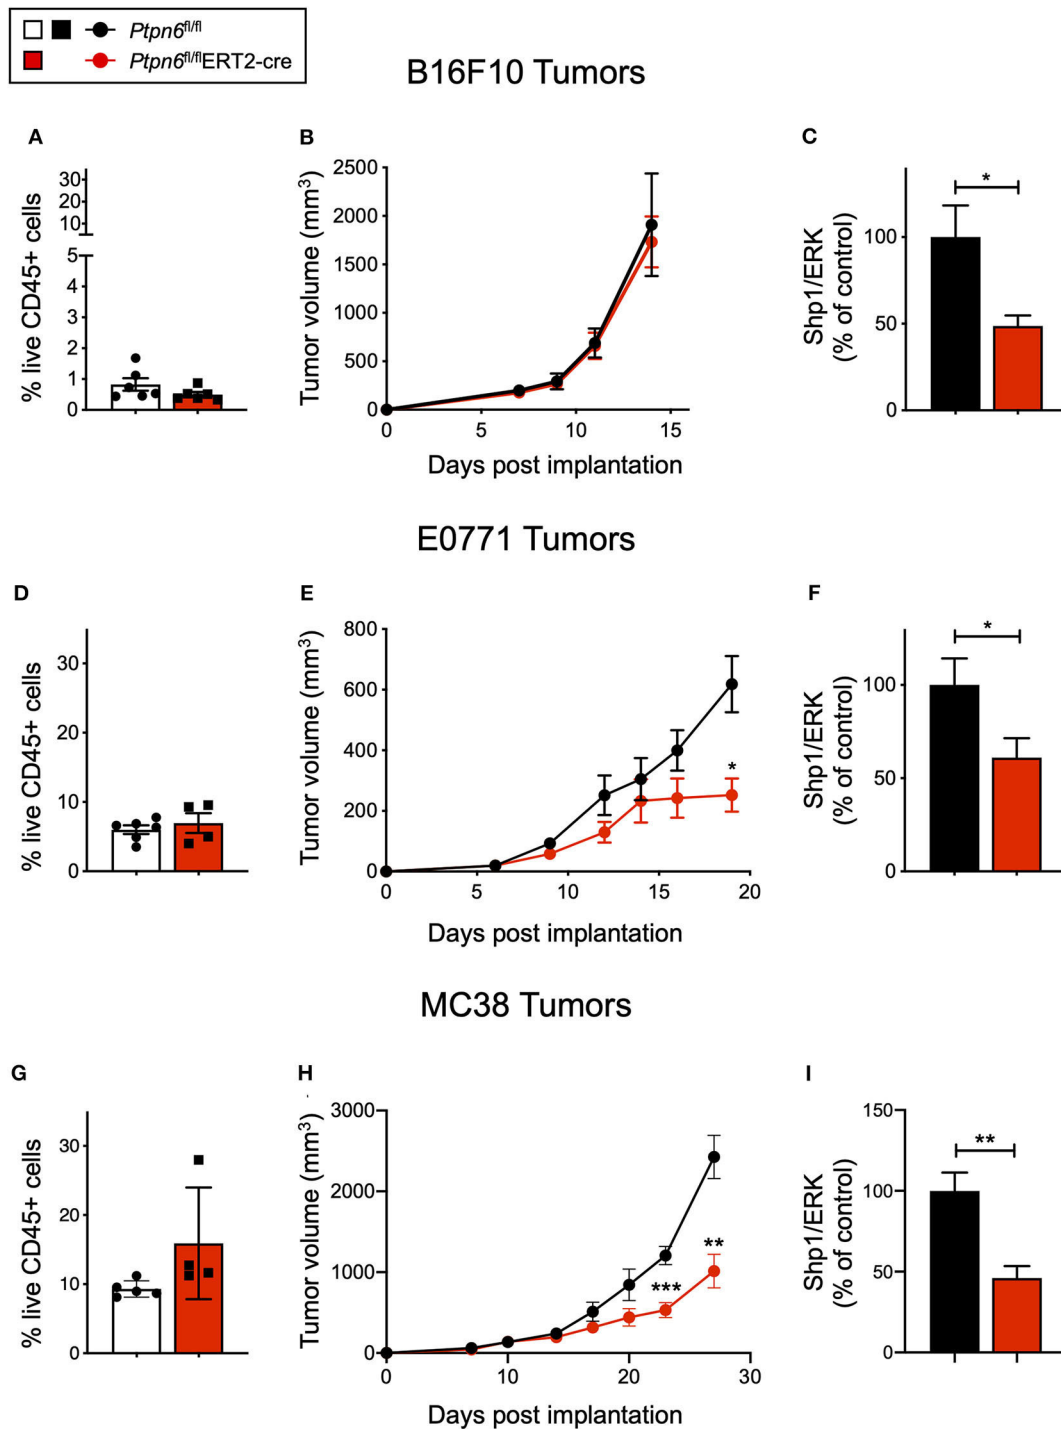 Ptpn6fl/fl
Ptpn6fl/flERT2-cre
B16F10 Tumors
A
% live CD45+ cells
30
20
10
5
4
3
2
1
0
B
Tumor volume (mm3)
2500
2000
1500
1000
500
0
0 5 10 15
Days post implantation
C
Shp1/ERK
(% of control)
100
50
0
*
E0771 Tumors
D
% live CD45+ cells
30
20
10
0
E
Tumor volume (mm3)
800
600
400
200
0
*
0 5 10 15 20
Days post implantation
F
Shp1/ERK
(% of control)
100
50
0
*
MC38 Tumors
G
% live CD45+ cells
30
20
10
0
H
Tumor volume (mm3)
3000
2000
1000
0
***
**
0 10 20 30
Days post implantation
I
Shp1/ERK
(% of control)
150
100
50
0
**